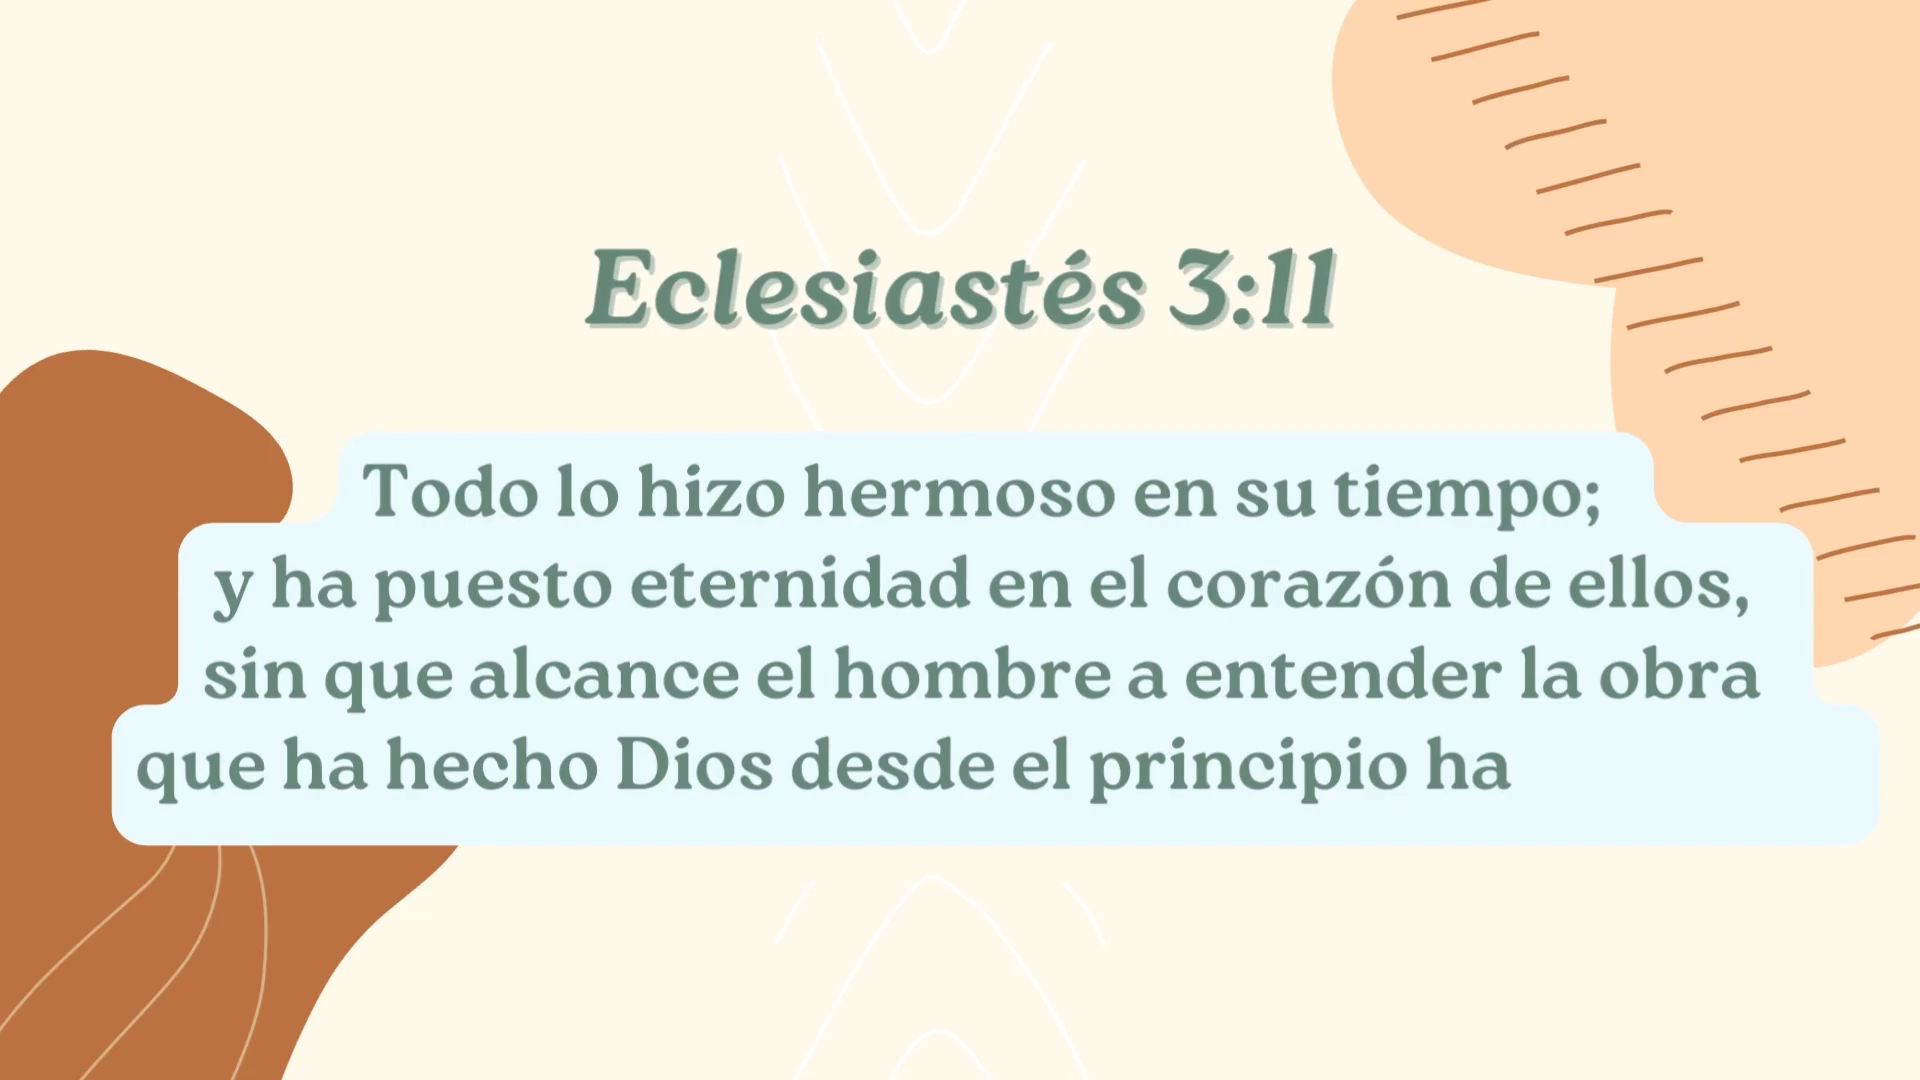 Eclesiastés 3:11
Todo lo hizo hermoso en su tiempo;
y ha puesto eternidad en el corazón de ellos,
sin que alcance el hombre a entender la obra
que ha hecho Dios desde el principio ha